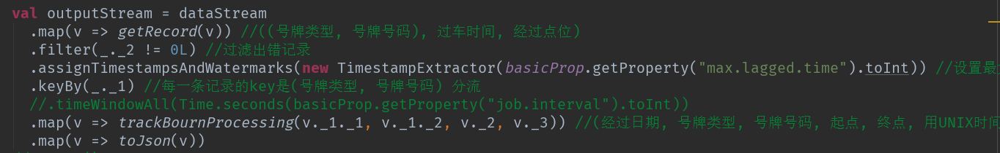 val outputStream = dataStream
.map(v => getRecord(v)) //((号牌类型, 号牌号码), 过车时间, 经过点位)
.filter(_._2 != 0L) //过滤出错记录
.assignTimestampsAndWatermarks(new TimestampExtractor(basicProp.getProperty("max.lagged.time").toInt)) //设置最
.keyBy(_._1) //每一条记录的key是(号牌类型, 号牌号码) 分流
//.timeWindowAll(Time.seconds(basicProp.getProperty("job.interval").toInt))
.map(v => trackBournProcessing(v._1._1, v._1._2, v._2, v._3)) //(经过日期, 号牌类型, 号牌号码, 起点, 终点, 用UNIX时间
.map(v => toJson(v))